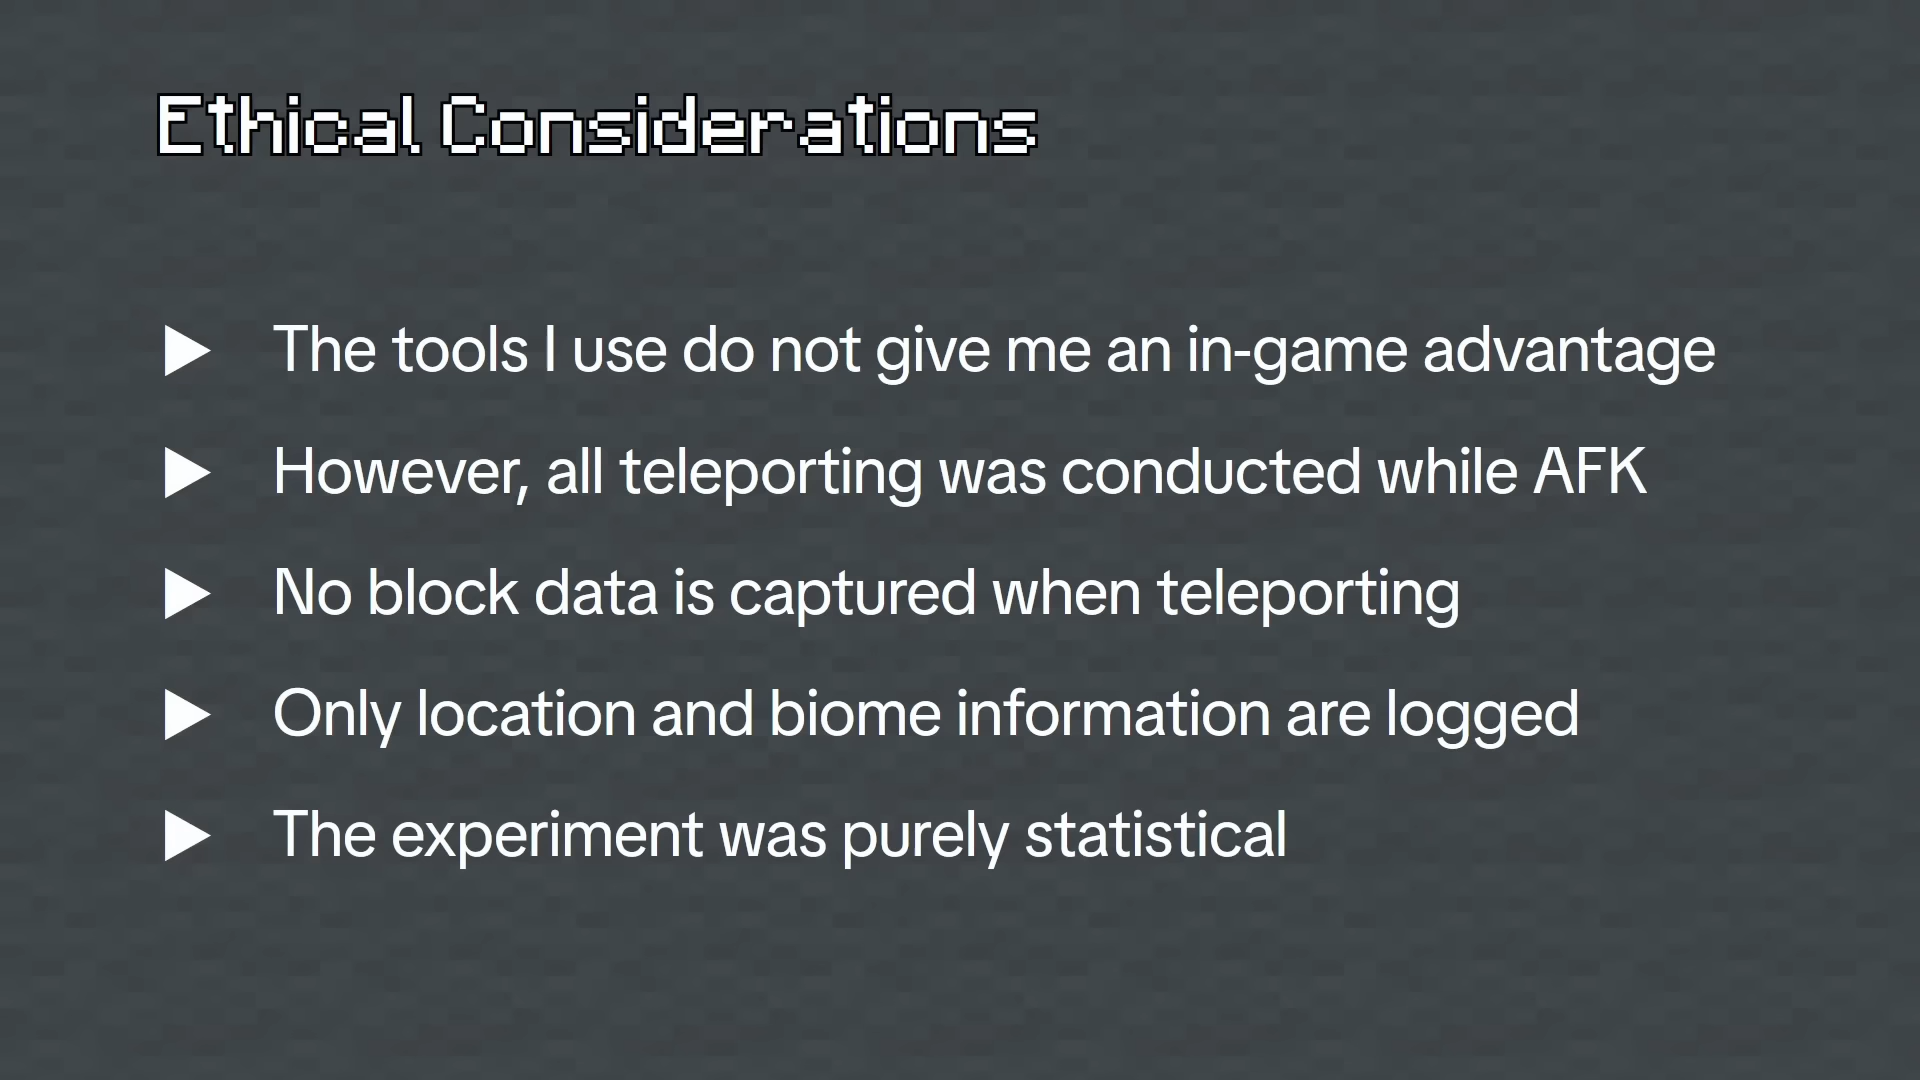 Ethical Considerations
The tools I use do not give me an in-game advantage
However, all teleporting was conducted while AFK
No block data is captured when teleporting
Only location and biome information are logged
The experiment was purely statistical